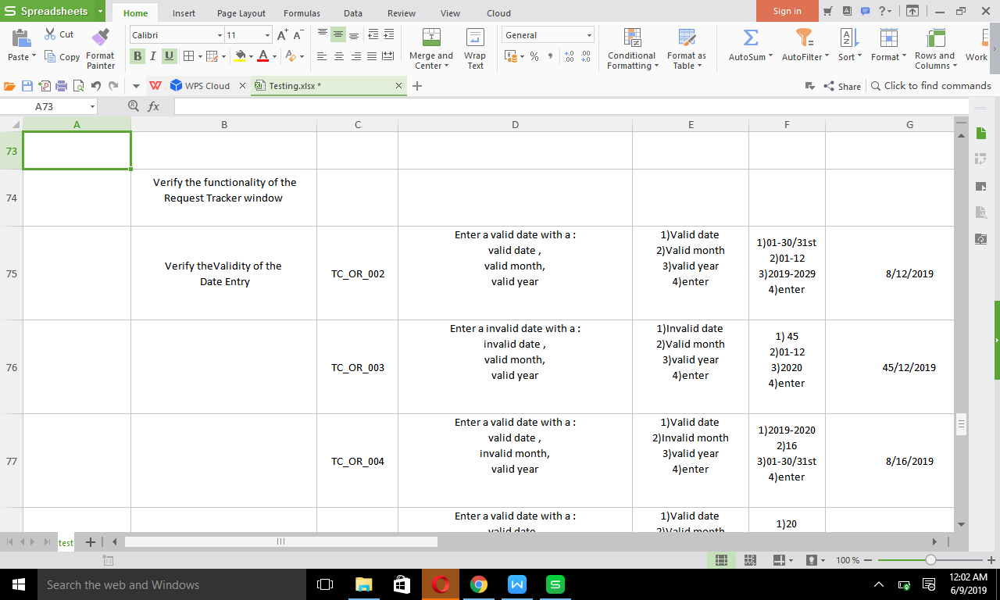 Spreadsheets
Home
Insert
Page Layout
Formulas
Data
Review
View
Cloud
Sign in
Paste
Cut
Copy
Format Painter
Calibri
11
B I U
Merge and Center
Wrap Text
General
Conditional Formatting
Format as Table
AutoSum
AutoFilter
Sort
Format
Rows and Columns
Work
WPS Cloud
Testing.xlsx *
Share
Click to find commands
A73
fx
A B C D E F G
73
74
Verify the functionality of the
Request Tracker window
75
Verify theValidity of the
Date Entry
TC_OR_002
Enter a valid date with a :
valid date ,
valid month,
valid year
1)Valid date
2)Valid month
3)valid year
4)enter
1)01-30/31st
2)01-12
3)2019-2029
4)enter
8/12/2019
76
TC_OR_003
Enter a invalid date with a :
invalid date ,
valid month,
valid year
1)Invalid date
2)Valid month
3)valid year
4)enter
1) 45
2)01-12
3)2020
4)enter
45/12/2019
77
TC_OR_004
Enter a valid date with a :
valid date ,
invalid month,
valid year
1)Valid date
2)Invalid month
3)valid year
4)enter
1)2019-2020
2)16
3)01-30/31st
4)enter
8/16/2019
Enter a valid date with a :
valid date
1)Valid date
2)Valid month
1)20
test
100 %
Search the web and Windows
12:02 AM
6/9/2019